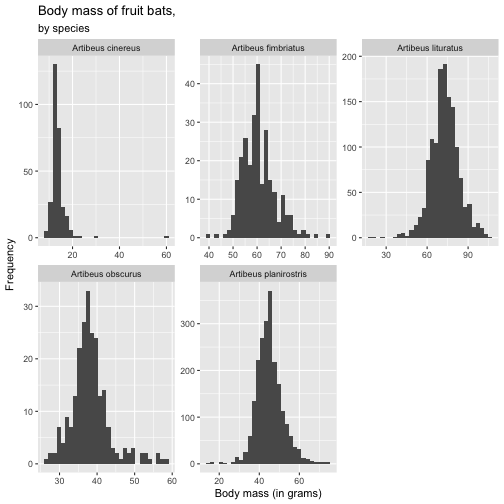 Body mass of fruit bats,
by species
Artibeus cinereus
Artibeus fimbriatus
Artibeus lituratus
100
50
0
20 40 60
40
30
20
10
0
40 50 60 70 80 90
200
150
100
50
0
30 60 90
Frequency
Artibeus obscurus
Artibeus planirostris
30
20
10
0
30 40 50 60
300
200
100
0
20 40 60
Body mass (in grams)